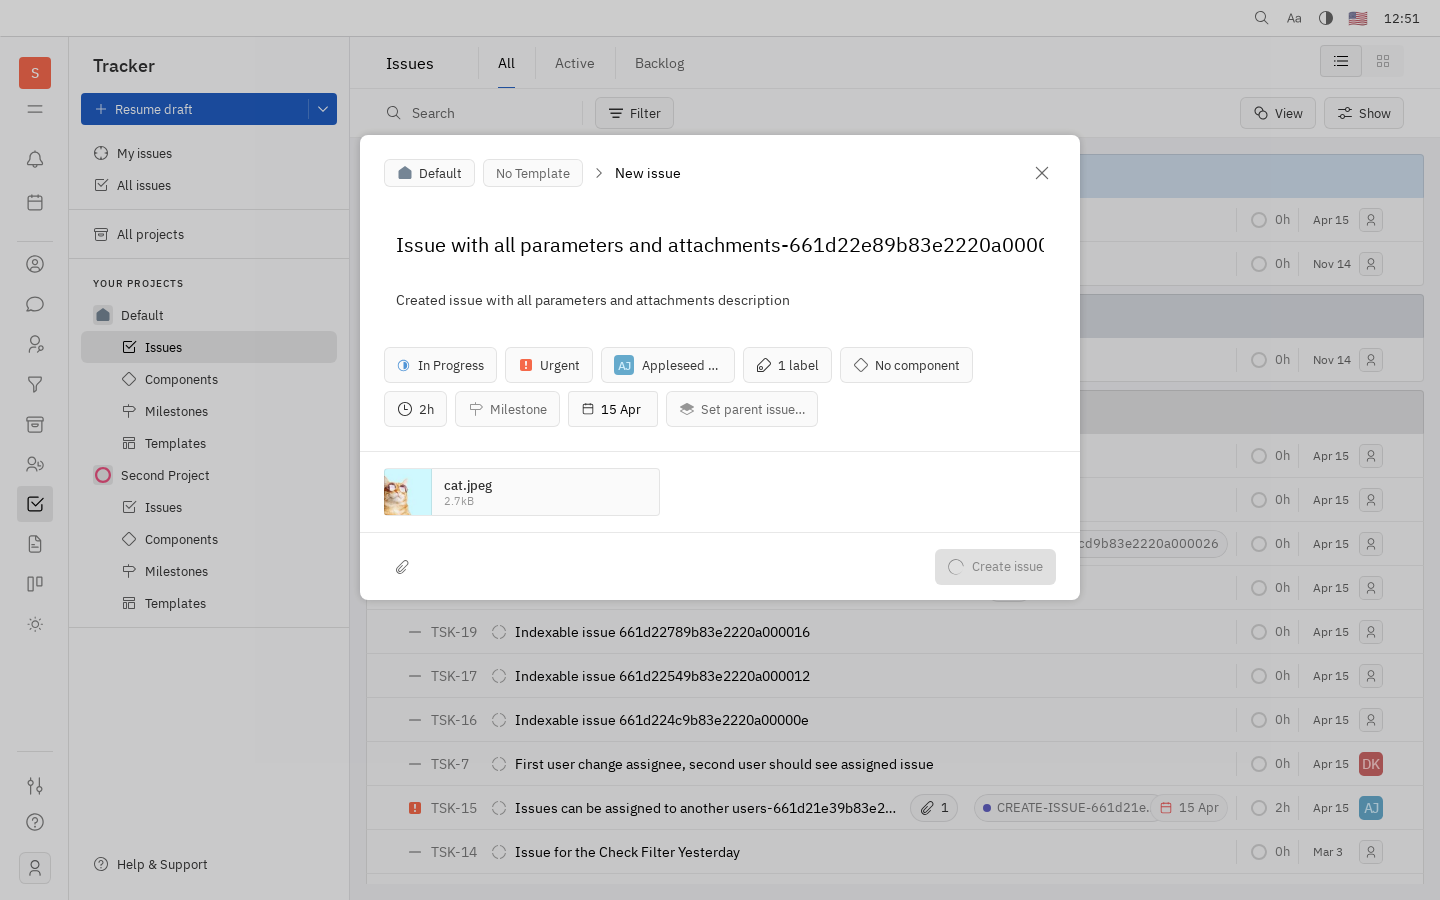 Aa 12:51
S
Tracker
Resume draft
My issues
All issues
All projects
YOUR PROJECTS
Default
Issues
Components
Milestones
Templates
Second Project
Issues
Components
Milestones
Templates
Help & Support
Issues All Active Backlog
Search Filter View Show
0h Apr 15
0h Nov 14
0h Nov 14
0h Apr 15
0h Apr 15
cd9b83e2220a000026 0h Apr 15
0h Apr 15
Default No Template New issue
Issue with all parameters and attachments-661d22e89b83e2220a000
Created issue with all parameters and attachments description
In Progress Urgent AJ Appleseed ... 1 label No component
2h Milestone 15 Apr Set parent issue...
cat.jpeg
2.7kB
Create issue
TSK-19 Indexable issue 661d22789b83e2220a000016 0h Apr 15
TSK-17 Indexable issue 661d22549b83e2220a000012 0h Apr 15
TSK-16 Indexable issue 661d224c9b83e2220a00000e 0h Apr 15
TSK-7 First user change assignee, second user should see assigned issue 0h Apr 15 DK
TSK-15 Issues can be assigned to another users-661d21e39b83e2... 1 CREATE-ISSUE-661d21e... 15 Apr 2h Apr 15 AJ
TSK-14 Issue for the Check Filter Yesterday 0h Mar 3